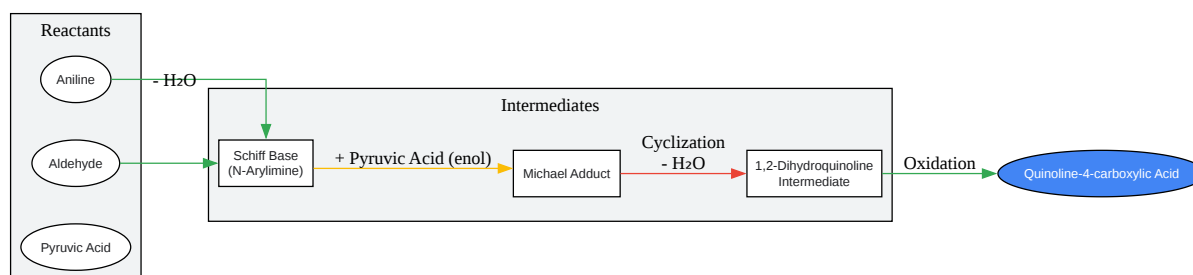 Reactants
Aniline
- H₂O
Intermediates
Aldehyde
Schiff Base
(N-Arylimine)
+ Pyruvic Acid (enol)
Michael Adduct
Cyclization
- H₂O
1,2-Dihydroquinoline
Intermediate
Oxidation
Quinoline-4-carboxylic Acid
Pyruvic Acid